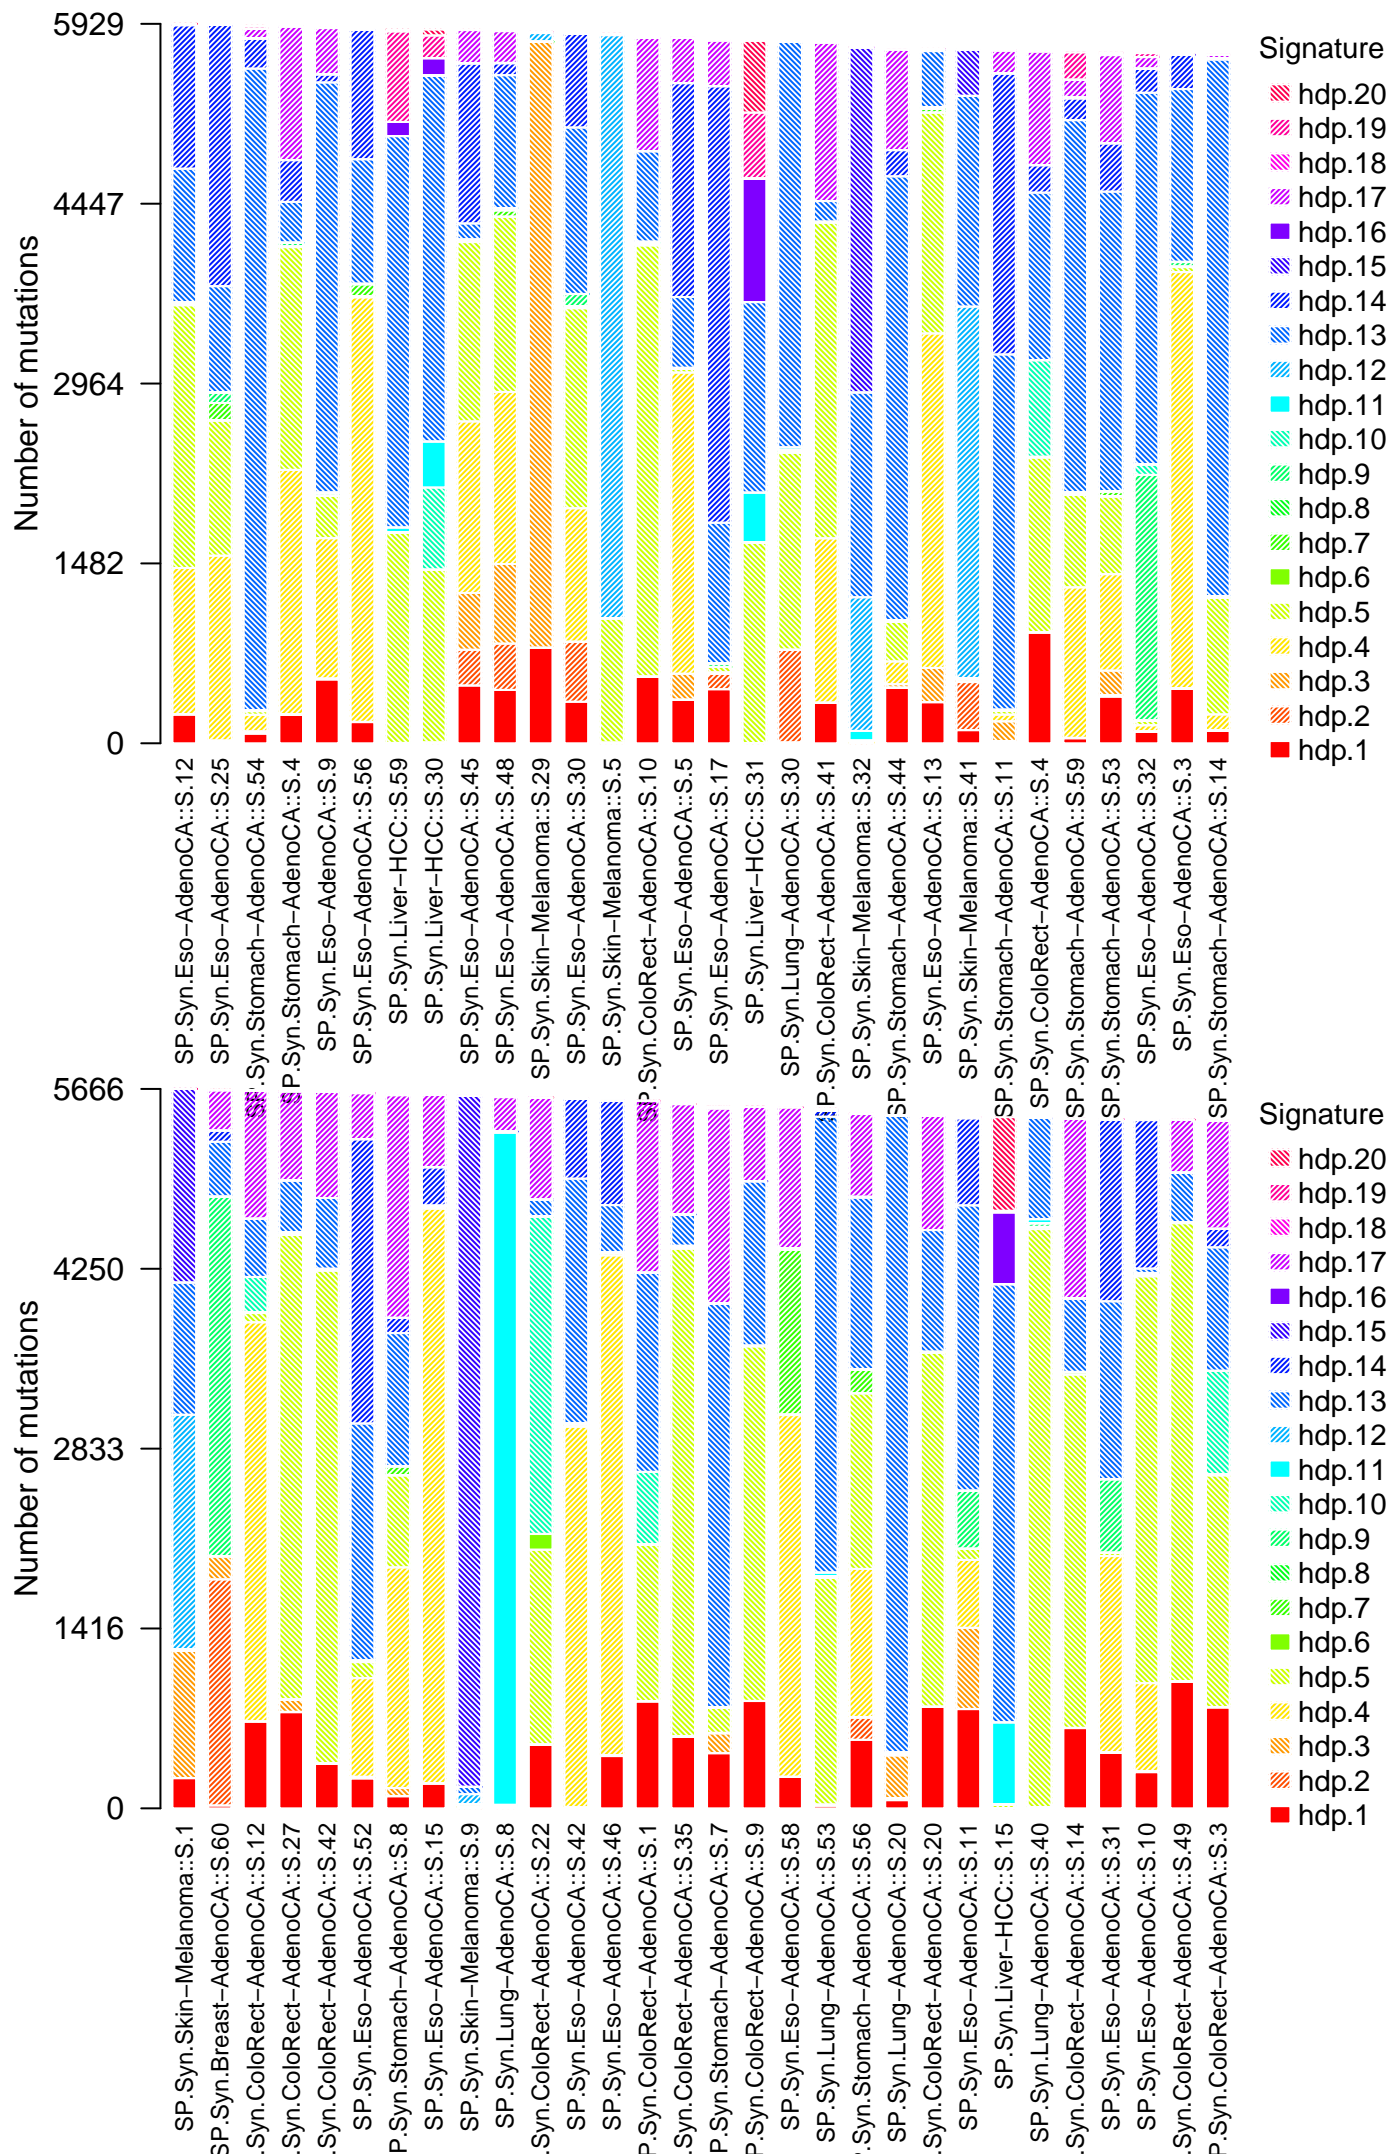 Number of mutations
5929
4447
2964
1482
0
SP.Syn.Eso−AdenoCA::S.12
SP.Syn.Eso−AdenoCA::S.25
SP.Syn.Stomach−AdenoCA::S.54
SP.Syn.Stomach−AdenoCA::S.4
SP.Syn.Eso−AdenoCA::S.9
SP.Syn.Eso−AdenoCA::S.56
SP.Syn.Liver−HCC::S.59
SP.Syn.Liver−HCC::S.30
SP.Syn.Eso−AdenoCA::S.45
SP.Syn.Eso−AdenoCA::S.48
SP.Syn.Skin−Melanoma::S.29
SP.Syn.Eso−AdenoCA::S.30
SP.Syn.Skin−Melanoma::S.5
SP.Syn.ColoRect−AdenoCA::S.10
SP.Syn.Eso−AdenoCA::S.5
SP.Syn.Eso−AdenoCA::S.17
SP.Syn.Liver−HCC::S.31
SP.Syn.Lung−AdenoCA::S.30
P.Syn.ColoRect−AdenoCA::S.41
SP.Syn.Skin−Melanoma::S.32
SP.Syn.Stomach−AdenoCA::S.44
SP.Syn.Eso−AdenoCA::S.13
SP.Syn.Skin−Melanoma::S.41
SP.Syn.Stomach−AdenoCA::S.11
SP.Syn.ColoRect−AdenoCA::S.4
SP.Syn.Stomach−AdenoCA::S.59
SP.Syn.Stomach−AdenoCA::S.53
SP.Syn.Eso−AdenoCA::S.32
SP.Syn.Eso−AdenoCA::S.3
SP.Syn.Stomach−AdenoCA::S.14
Signature
hdp.20
hdp.19
hdp.18
hdp.17
hdp.16
hdp.15
hdp.14
hdp.13
hdp.12
hdp.11
hdp.10
hdp.9
hdp.8
hdp.7
hdp.6
hdp.5
hdp.4
hdp.3
hdp.2
hdp.1
Number of mutations
5666
4250
2833
1416
0
SP.Syn.Skin−Melanoma::S.1
SP.Syn.Breast−AdenoCA::S.60
.Syn.ColoRect−AdenoCA::S.12
.Syn.ColoRect−AdenoCA::S.27
.Syn.ColoRect−AdenoCA::S.42
SP.Syn.Eso−AdenoCA::S.52
P.Syn.Stomach−AdenoCA::S.8
SP.Syn.Eso−AdenoCA::S.15
SP.Syn.Skin−Melanoma::S.9
SP.Syn.Lung−AdenoCA::S.8
.Syn.ColoRect−AdenoCA::S.22
SP.Syn.Eso−AdenoCA::S.42
SP.Syn.Eso−AdenoCA::S.46
P.Syn.ColoRect−AdenoCA::S.1
.Syn.ColoRect−AdenoCA::S.35
P.Syn.Stomach−AdenoCA::S.7
P.Syn.ColoRect−AdenoCA::S.9
SP.Syn.Eso−AdenoCA::S.58
SP.Syn.Lung−AdenoCA::S.53
.Syn.Stomach−AdenoCA::S.56
SP.Syn.Lung−AdenoCA::S.20
.Syn.ColoRect−AdenoCA::S.20
SP.Syn.Eso−AdenoCA::S.11
SP.Syn.Liver−HCC::S.15
SP.Syn.Lung−AdenoCA::S.40
.Syn.ColoRect−AdenoCA::S.14
SP.Syn.Eso−AdenoCA::S.31
SP.Syn.Eso−AdenoCA::S.10
.Syn.ColoRect−AdenoCA::S.49
P.Syn.ColoRect−AdenoCA::S.3
Signature
hdp.20
hdp.19
hdp.18
hdp.17
hdp.16
hdp.15
hdp.14
hdp.13
hdp.12
hdp.11
hdp.10
hdp.9
hdp.8
hdp.7
hdp.6
hdp.5
hdp.4
hdp.3
hdp.2
hdp.1